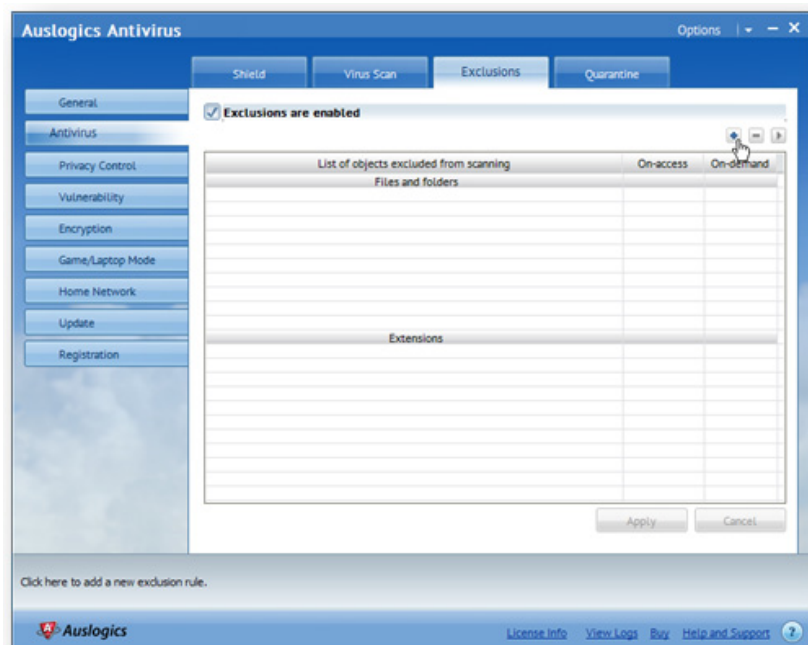 Auslogics Antivirus
Options
Shield
Virus Scan
Exclusions
Quarantine
General
Antivirus
Privacy Control
Vulnerability
Encryption
Game/Laptop Mode
Home Network
Update
Registration
Exclusions are enabled
List of objects excluded from scanning
On-access
On-demand
Files and folders
Extensions
Apply
Cancel
Click here to add a new exclusion rule.
Auslogics
License Info
View Logs
Buy
Help and Support
?